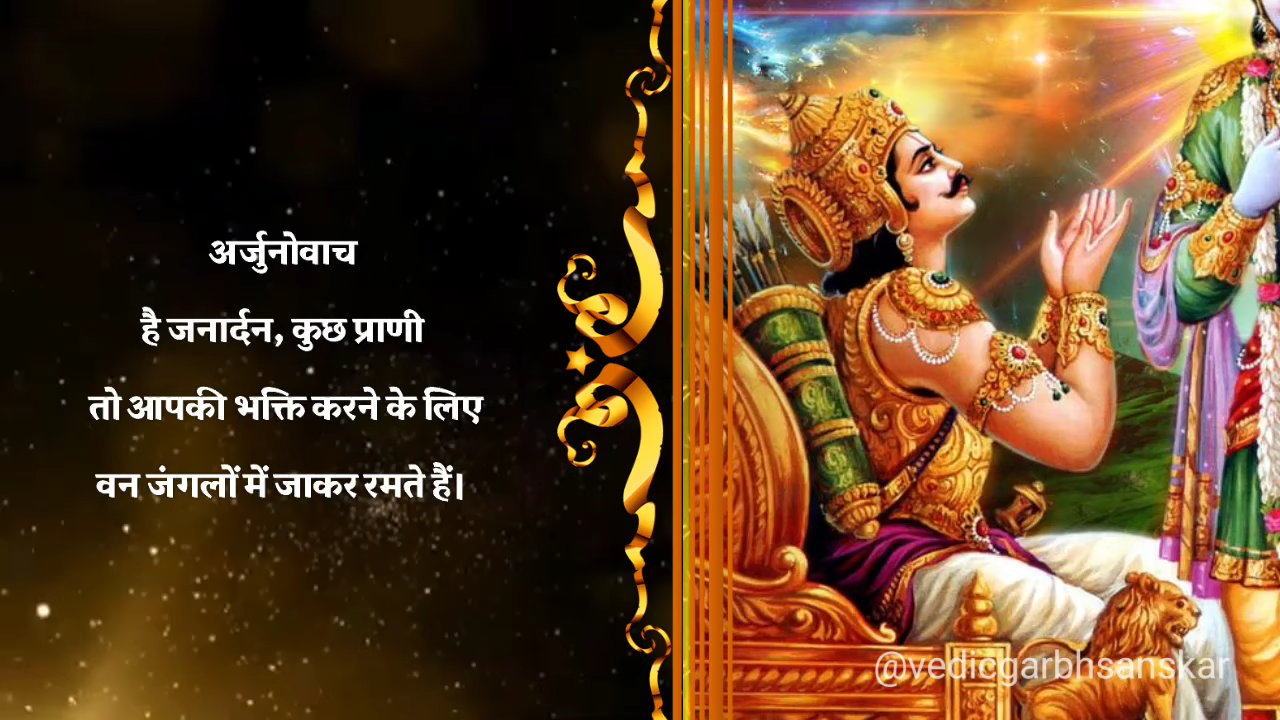 अर्जुनोवाच
है जनार्दन, कुछ प्राणी
तो आपकी भक्ति करने के लिए
वन जंगलों में जाकर रमते हैं।
@vedicgarbhsanskar